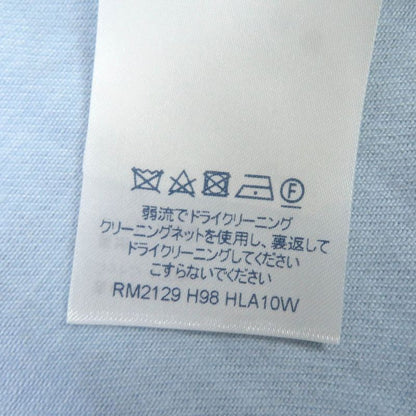 F
弱流でドライクリーニング
クリーニングネットを使用し、裏返して
ドライクリーニングしてください
こすらないでください
RM2129 H98 HLA10W